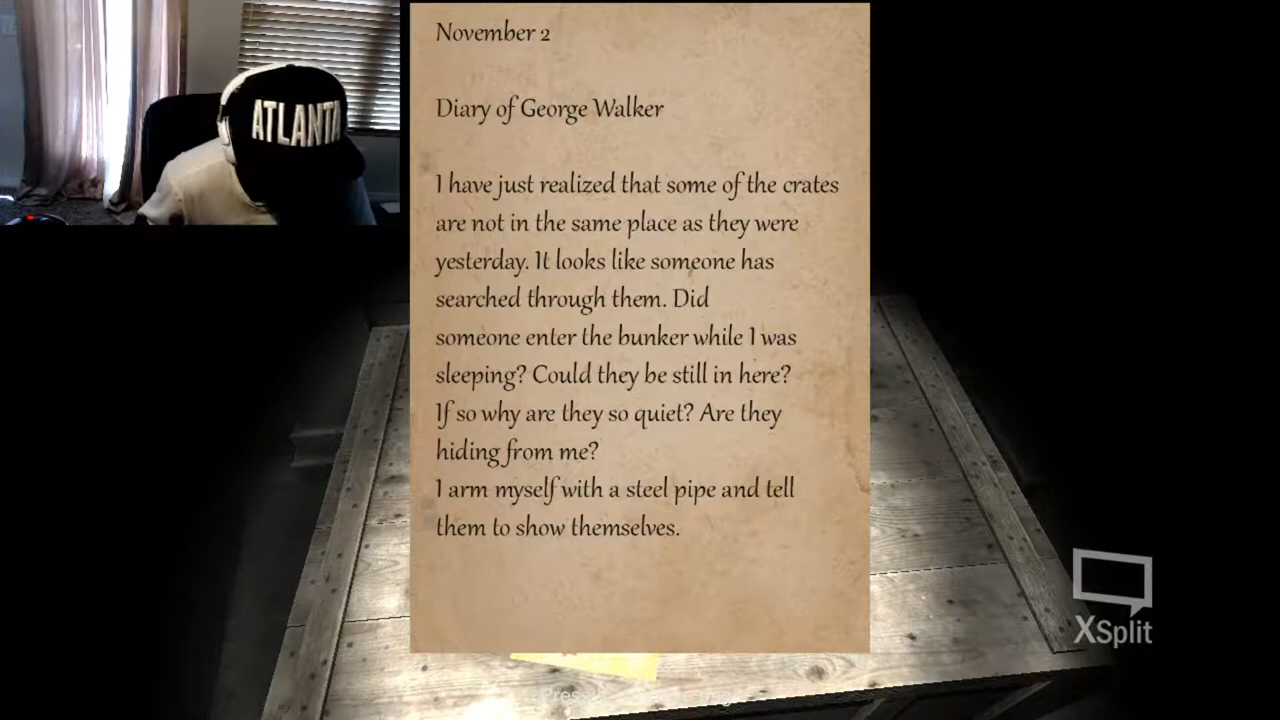 ATLANTA
November 2
Diary of George Walker
I have just realized that some of the crates
are not in the same place as they were
yesterday. It looks like someone has
searched through them. Did
someone enter the bunker while I was
sleeping? Could they be still in here?
If so why are they so quiet? Are they
hiding from me?
I arm myself with a steel pipe and tell
them to show themselves.
XSplit
Press